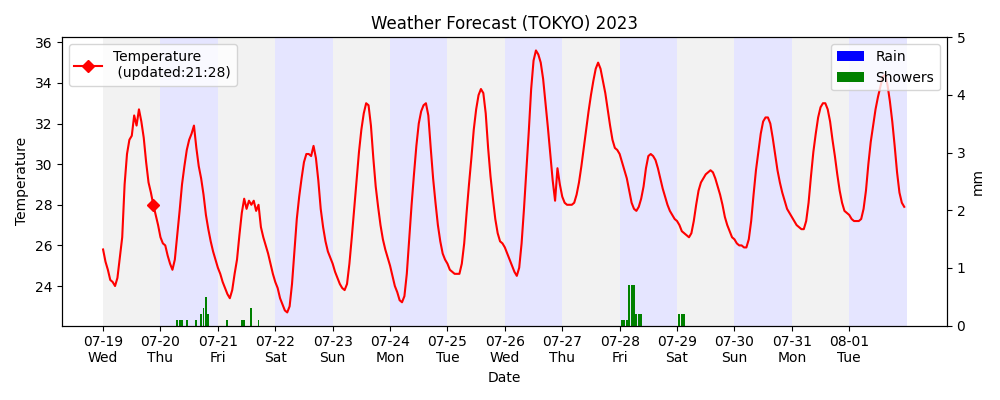 Weather Forecast (TOKYO) 2023
Temperature
(updated:21:28)
Rain
Showers
36
34
32
30
28
26
24
Temperature
5
4
3
2
1
0
mm
07-19 07-20 07-21 07-22 07-23 07-24 07-25 07-26 07-27 07-28 07-29 07-30 07-31 08-01
Wed Thu Fri Sat Sun Mon Tue Wed Thu Fri Sat Sun Mon Tue
Date